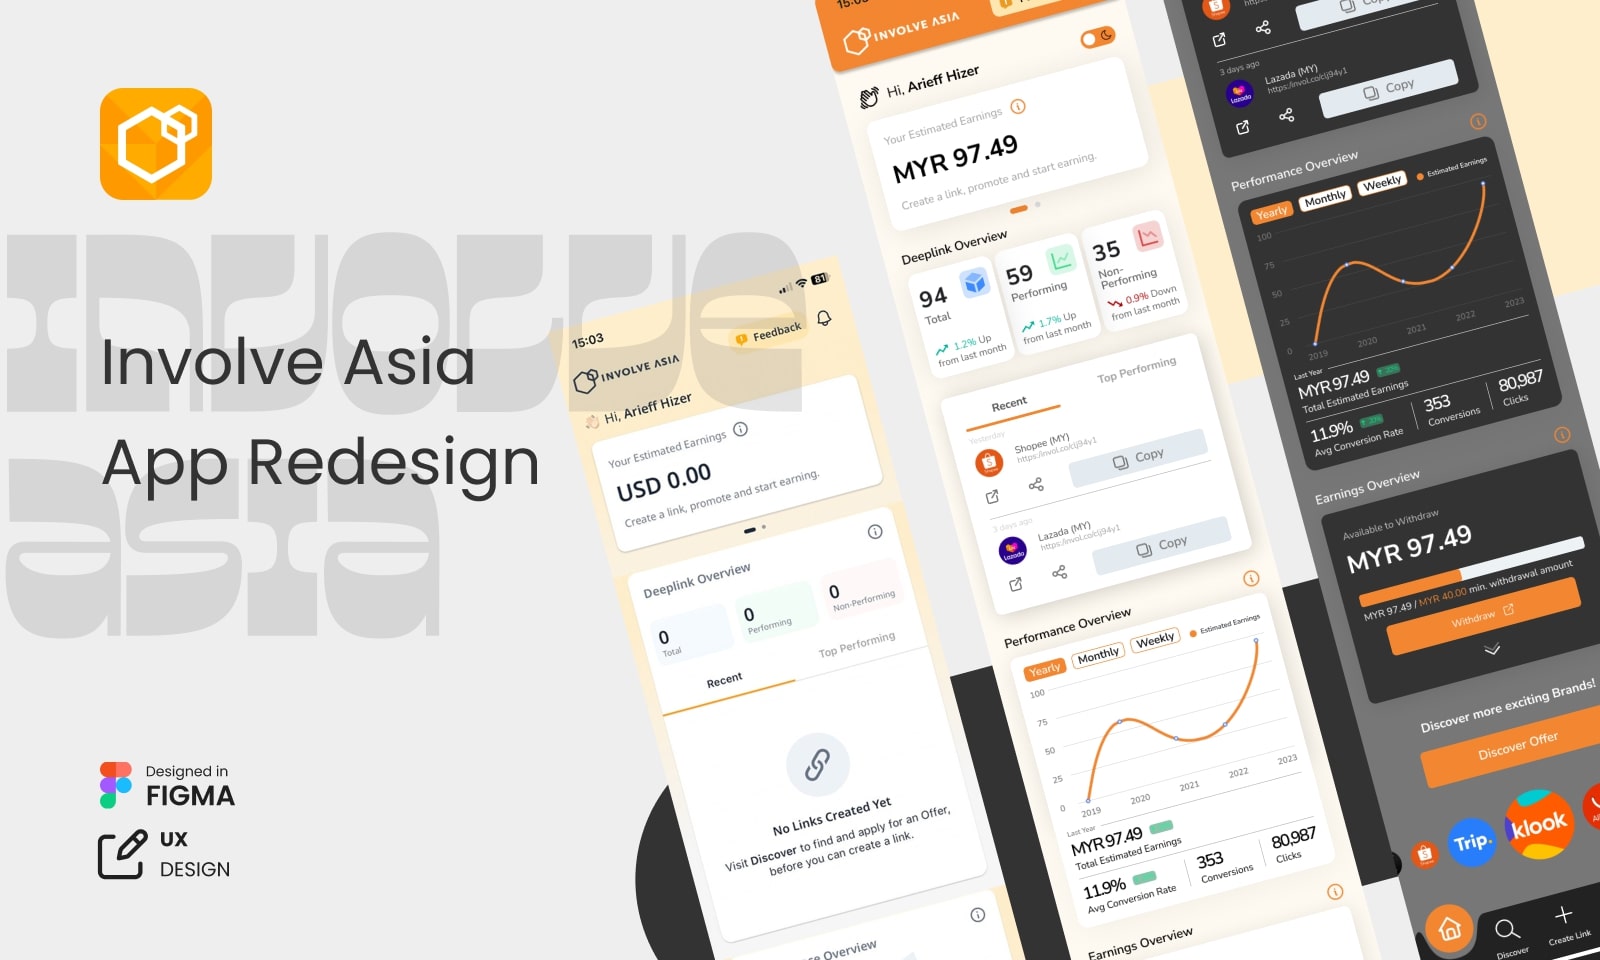 INVOLVE
ASIA
Involve Asia
App Redesign
Designed in
FIGMA
UX
DESIGN
15:03
81
Feedback
INVOLVE ASIA
Hi, Arieff Hizer
Your Estimated Earnings
USD 0.00
Create a link, promote and start earning.
Deeplink Overview
0
Total
0
Performing
0
Non-Performing
Recent
Top Performing
No Links Created Yet
Visit Discover to find and apply for an Offer,
before you can create a link.
ce Overview
15:03
INVOLVE ASIA
Hi, Arieff Hizer
Your Estimated Earnings
MYR 97.49
Create a link, promote and start earning.
Deeplink Overview
94
Total
1.2% Up
from last month
59
Performing
1.7% Up
from last month
35
Non-
Performing
0.9% Down
from last month
Recent
Top Performing
Yesterday
Shopee (MY)
https:/invol.co/clj94y1
Copy
3 days ago
Lazada (MY)
https:/invol.co/clj94y1
Copy
Performance Overview
Yearly
Monthly
Weekly
Estimated Earnings
100
75
50
25
0
2019
2020
2021
2022
2023
Last Year
MYR 97.49
Total Estimated Earnings
11.9%
Avg Conversion Rate
353
Conversions
80,987
Clicks
Earnings Overview
Copy
3 days ago
Lazada
Lazada (MY)
https:/invol.co/clj94y1
Copy
Performance Overview
Yearly
Monthly
Weekly
Estimated Earnings
100
75
50
25
0
2019
2020
2021
2022
2023
Last Year
MYR 97.49
Total Estimated Earnings
11.9%
Avg Conversion Rate
353
Conversions
80,987
Clicks
Earnings Overview
Available to Withdraw
MYR 97.49
MYR 97.49 / MYR 40.00 min. withdrawal amount
Withdraw
Discover more exciting Brands!
Discover Offer
Trip.
klook
Discover
Create Link